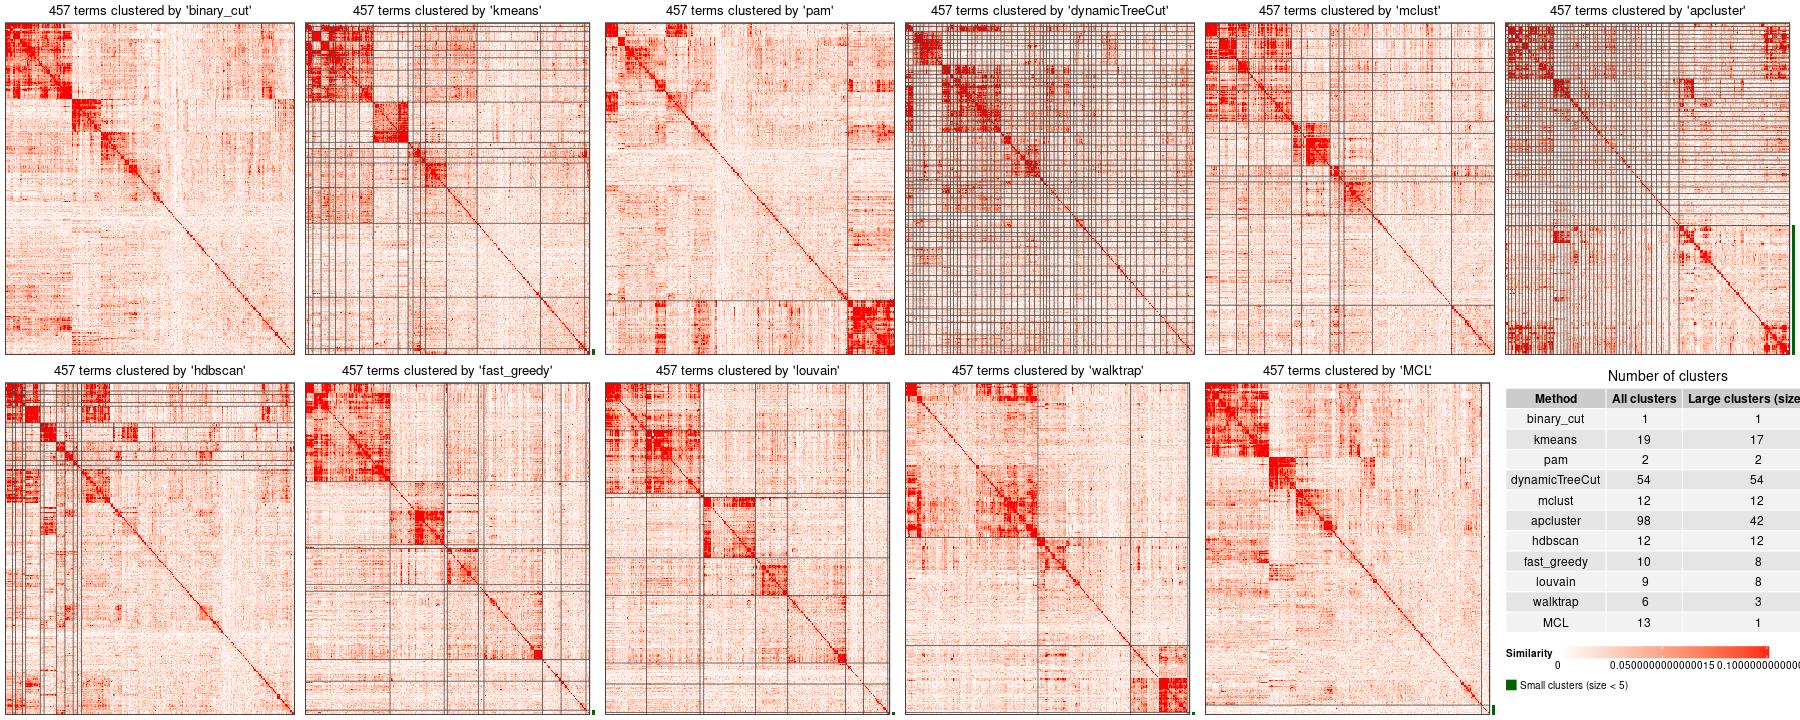 457 terms clustered by 'binary_cut'
457 terms clustered by 'kmeans'
457 terms clustered by 'pam'
457 terms clustered by 'dynamicTreeCut'
457 terms clustered by 'mclust'
457 terms clustered by 'apcluster'
457 terms clustered by 'hdbscan'
457 terms clustered by 'fast_greedy'
457 terms clustered by 'louvain'
457 terms clustered by 'walktrap'
457 terms clustered by 'MCL'
Number of clusters
Method All clusters Large clusters (size
binary_cut 1 1
kmeans 19 17
pam 2 2
dynamicTreeCut 54 54
mclust 12 12
apcluster 98 42
hdbscan 12 12
fast_greedy 10 8
louvain 9 8
walktrap 6 3
MCL 13 1
Similarity
0
Small clusters (size < 5)